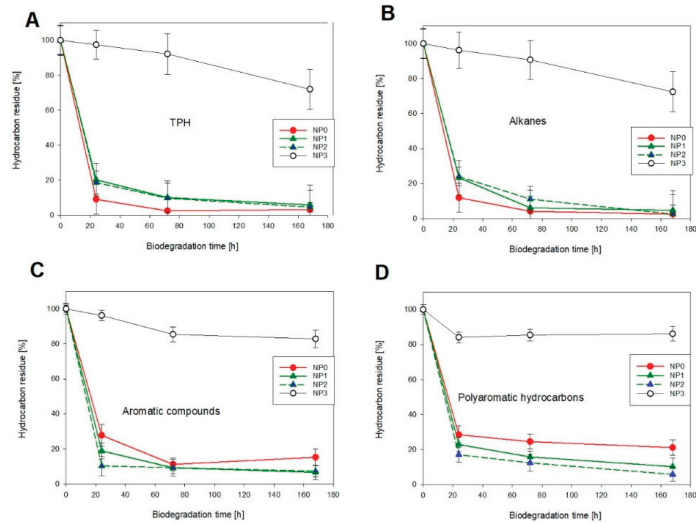 A
100
80
60
40
20
0
Hydrocarbon residue [%]
TPH
NP0
NP1
NP2
NP3
0 20 40 60 80 100 120 140 160 180
Biodegradation time [h]
B
100
80
60
40
20
0
Hydrocarbon residue [%]
Alkanes
NP0
NP1
NP2
NP3
0 20 40 60 80 100 120 140 160 180
Biodegradation time [h]
C
100
80
60
40
20
0
Hydrocarbon residue [%]
Aromatic compounds
NP0
NP1
NP2
NP3
0 20 40 60 80 100 120 140 160 180
Biodegradation time [h]
D
100
80
60
40
20
0
Hydrocarbon residue [%]
Polyaromatic hydrocarbons
NP0
NP1
NP2
NP3
0 20 40 60 80 100 120 140 160 180
Biodegradation time [h]